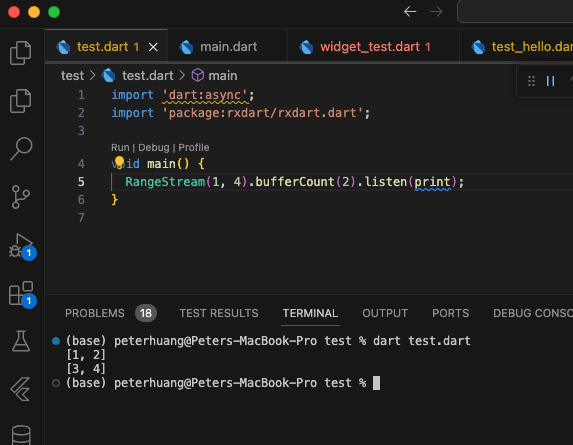 test.dart 1
main.dart
widget_test.dart 1
test_hello.dar
test > test.dart > main
1 import 'dart:async';
2 import 'package:rxdart/rxdart.dart';
3
Run | Debug | Profile
4 void main() {
5 RangeStream(1, 4).bufferCount(2).listen(print);
6 }
7
1
1
PROBLEMS 18 TEST RESULTS TERMINAL OUTPUT PORTS DEBUG CONSO
(base) peterhuang@Peters-MacBook-Pro test % dart test.dart
[1, 2]
[3, 4]
(base) peterhuang@Peters-MacBook-Pro test %